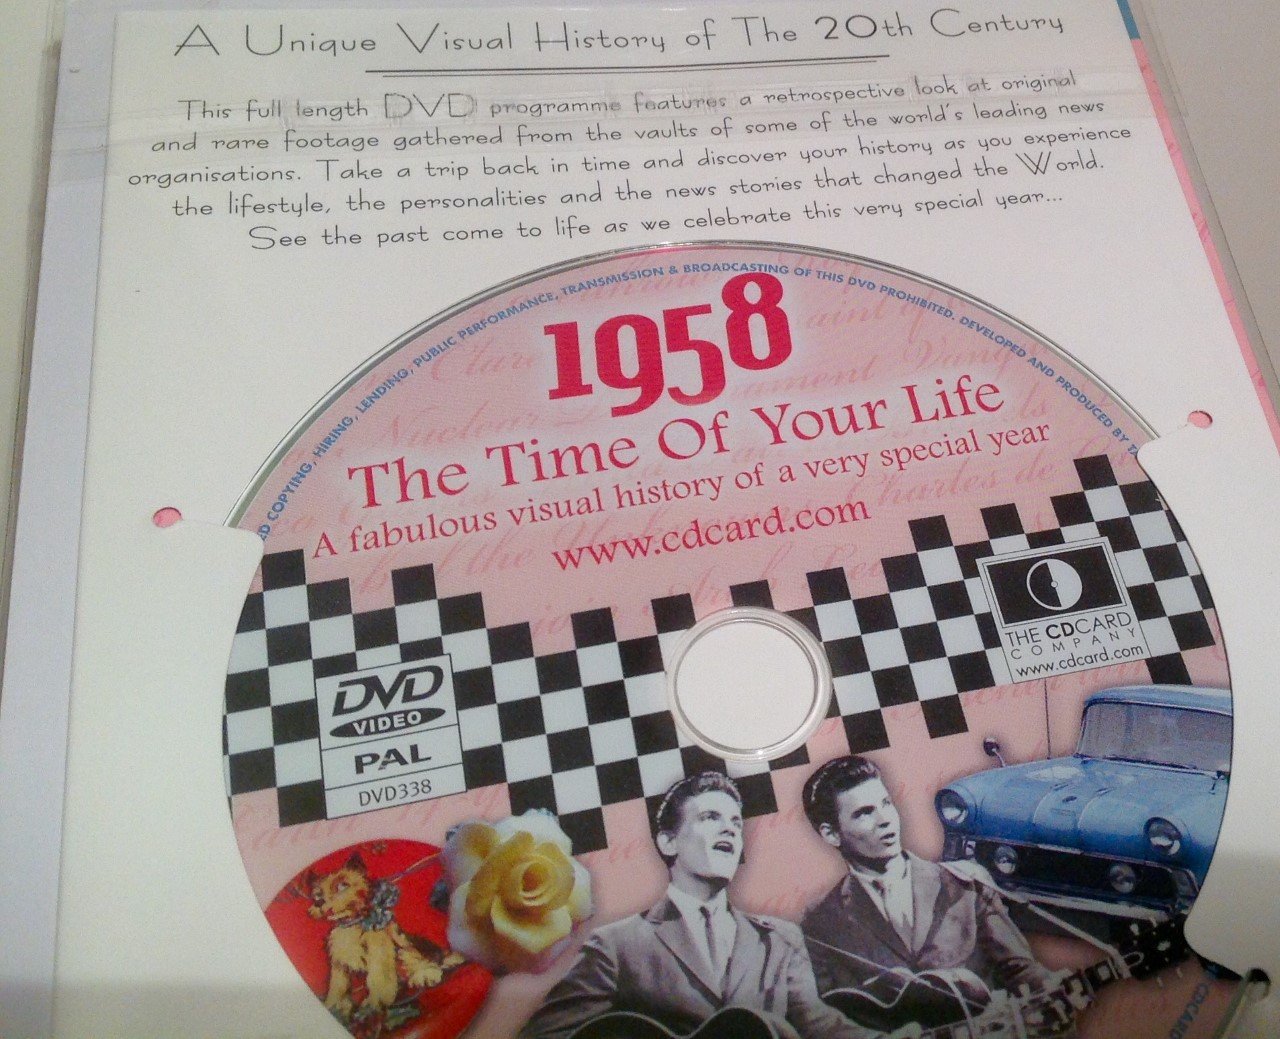 A Unique Visual History of The 20th Century
This full length DVD programme features a retrospective look at original
and rare footage gathered from the vaults of some of the world's leading news
organisations. Take a trip back in time and discover your history as you experience
the lifestyle, the personalities and the news stories that changed the World.
See the past come to life as we celebrate this very special year...
COPYING, HIRING, LENDING, PUBLIC PERFORMANCE, TRANSMISSION & BROADCASTING OF THIS DVD PROHIBITED. DEVELOPED AND PRODUCED BY
1958
The Time Of Your Life
A fabulous visual history of a very special year
www.cdcard.com
THE CDCARD
COMPANY
www.cdcard.com
DVD
VIDEO
PAL
DVD338